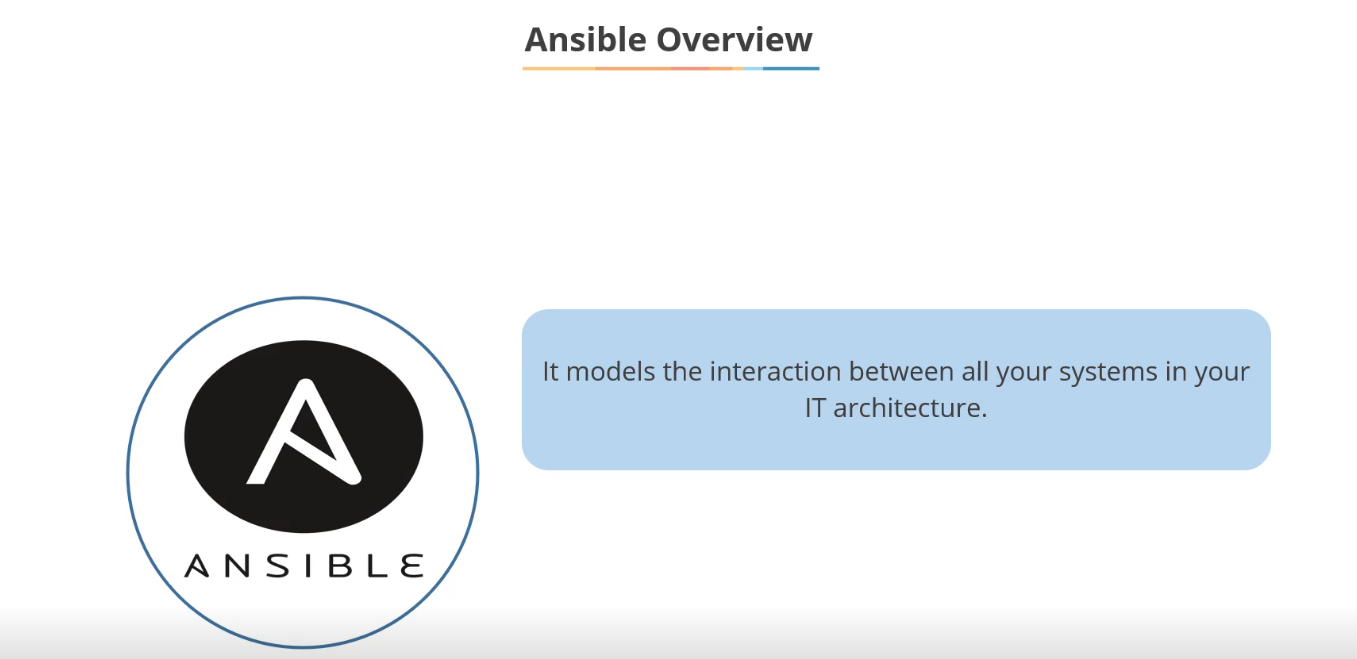 Ansible Overview
It models the interaction between all your systems in your
IT architecture.
ANSIBLE